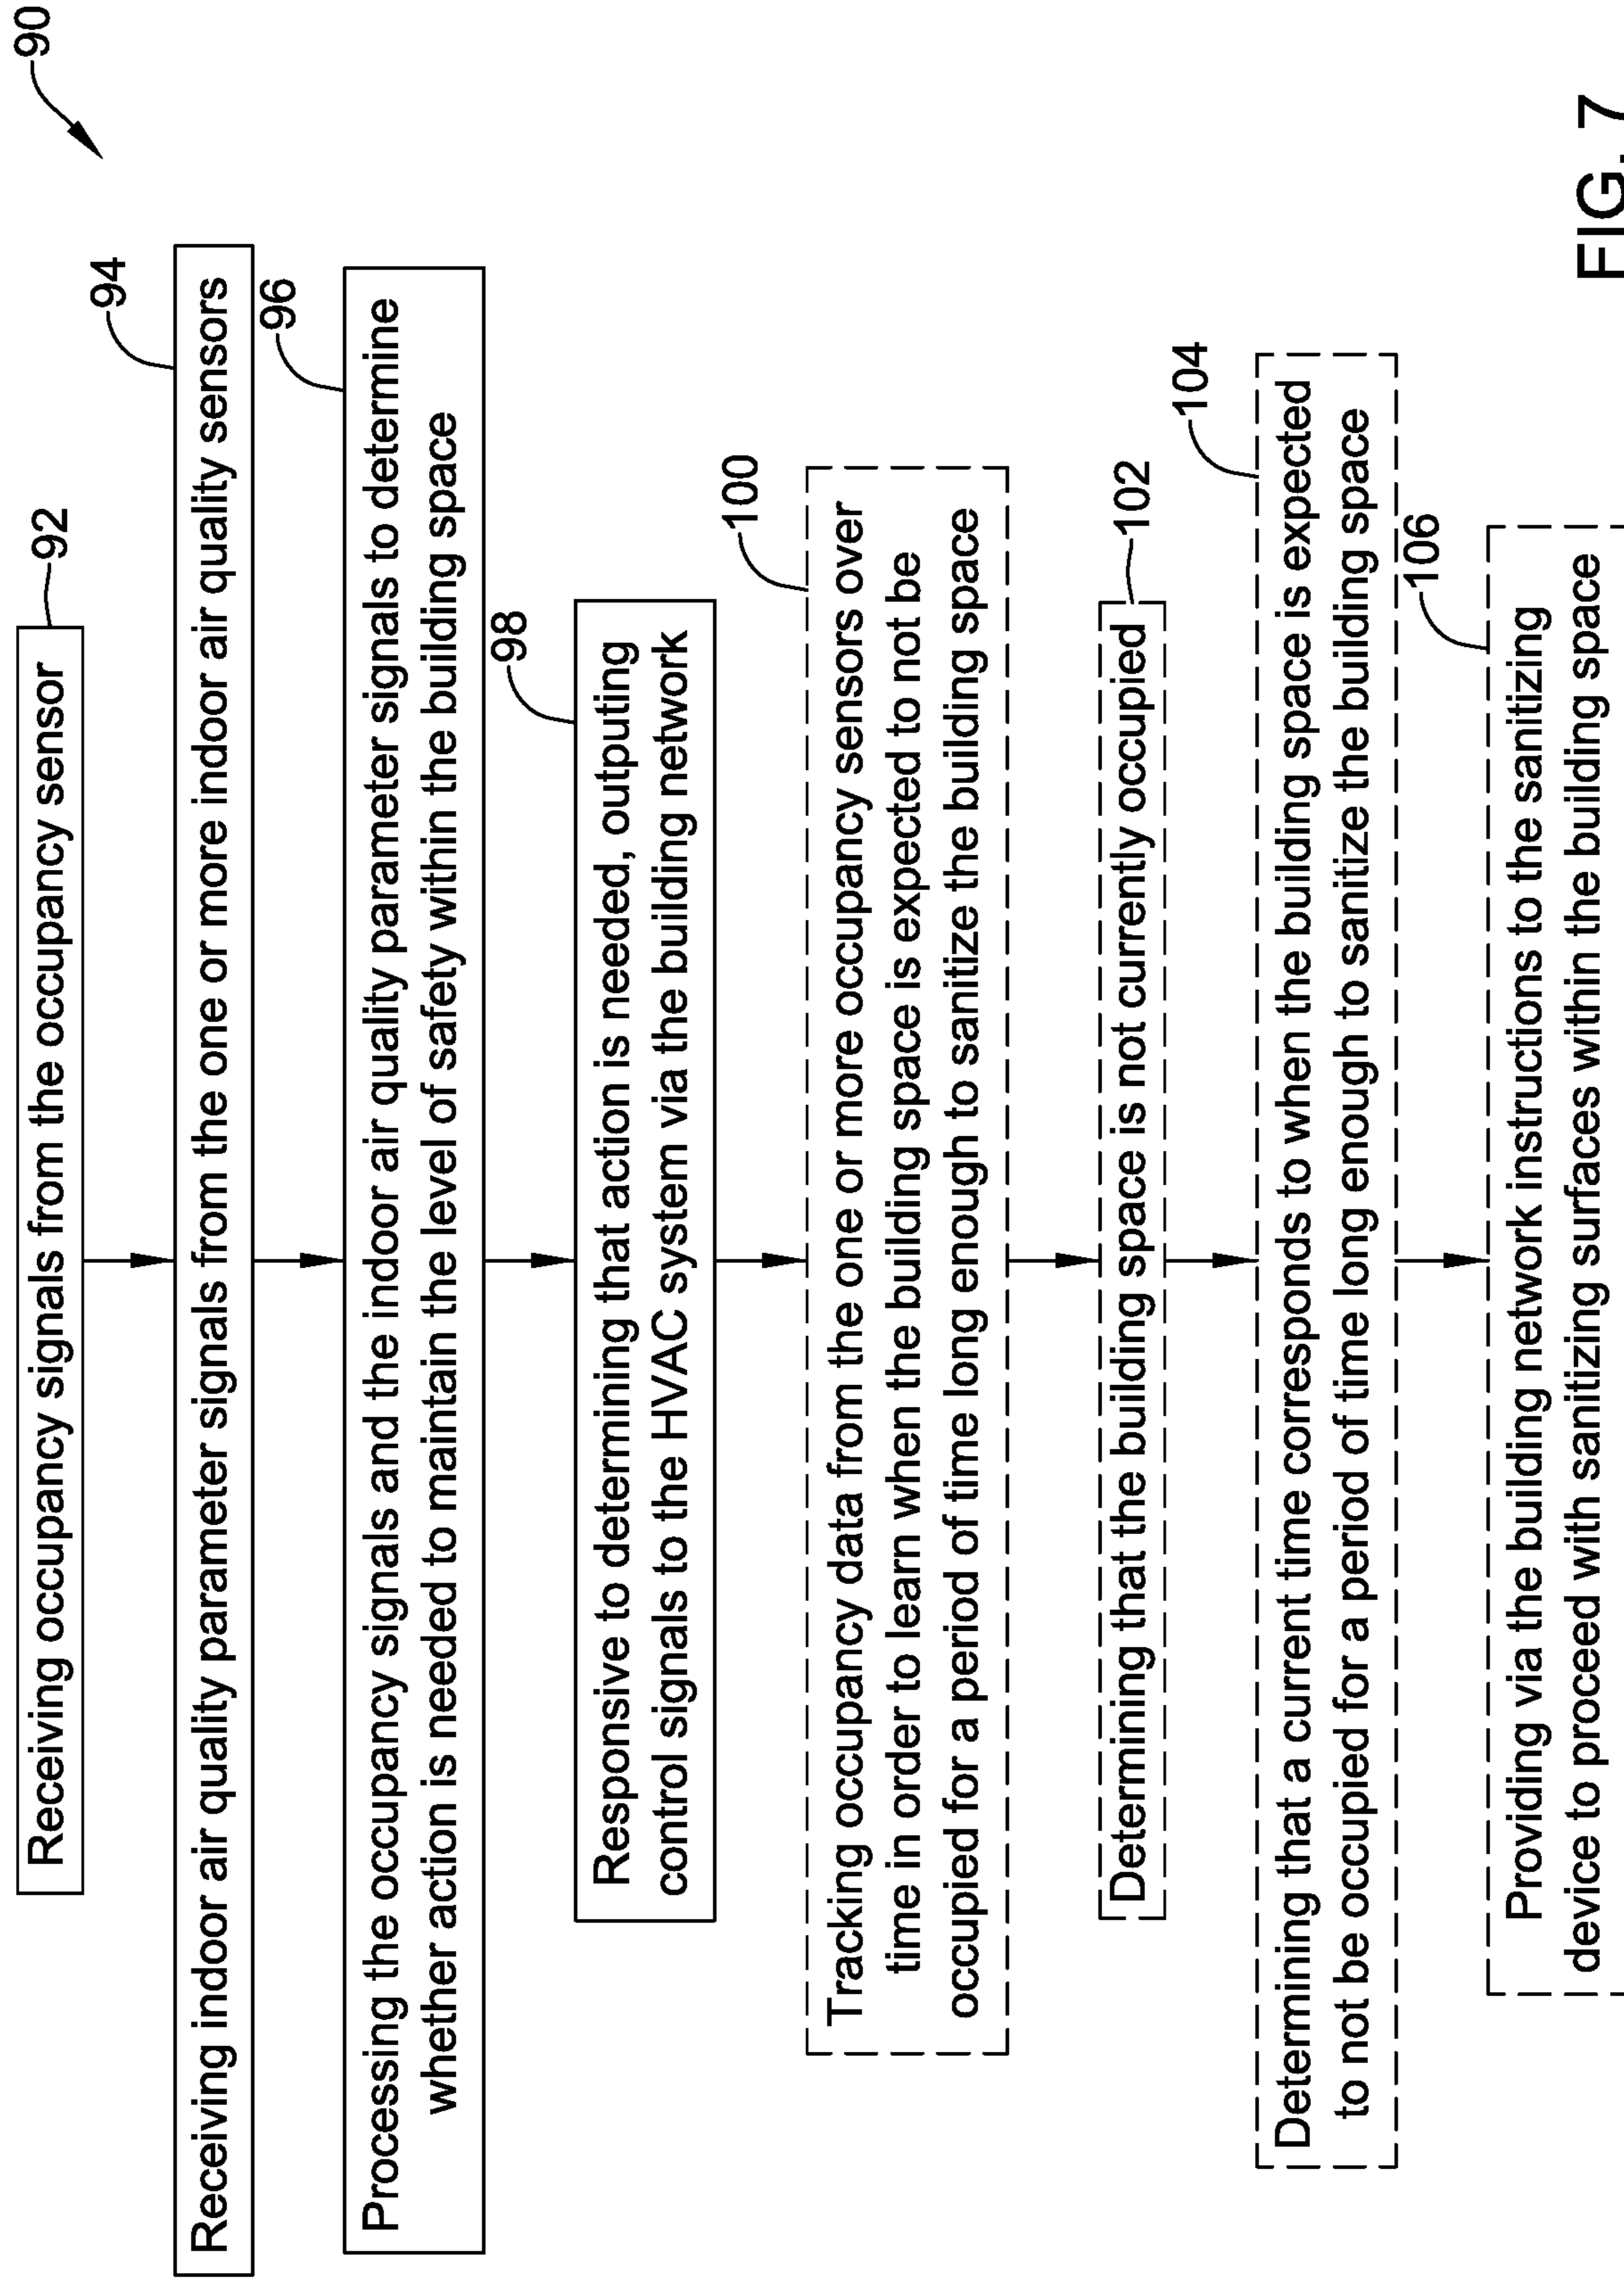 90
Receiving occupancy signals from the occupancy sensor
92
94
Receiving indoor air quality parameter signals from the one or more indoor air quality sensors
96
Processing the occupancy signals and the indoor air quality parameter signals to determine
whether action is needed to maintain the level of safety within the building space
98
Responsive to determining that action is needed, outputing
control signals to the HVAC system via the building network
100
Tracking occupancy data from the one or more occupancy sensors over
time in order to learn when the building space is expected to not be
occupied for a period of time long enough to sanitize the building space
102
Determining that the building space is not currently occupied
104
Determining that a current time corresponds to when the building space is expected
to not be occupied for a period of time long enough to sanitize the building space
106
Providing via the building network instructions to the sanitizing
device to proceed with sanitizing surfaces within the building space
FIG. 7